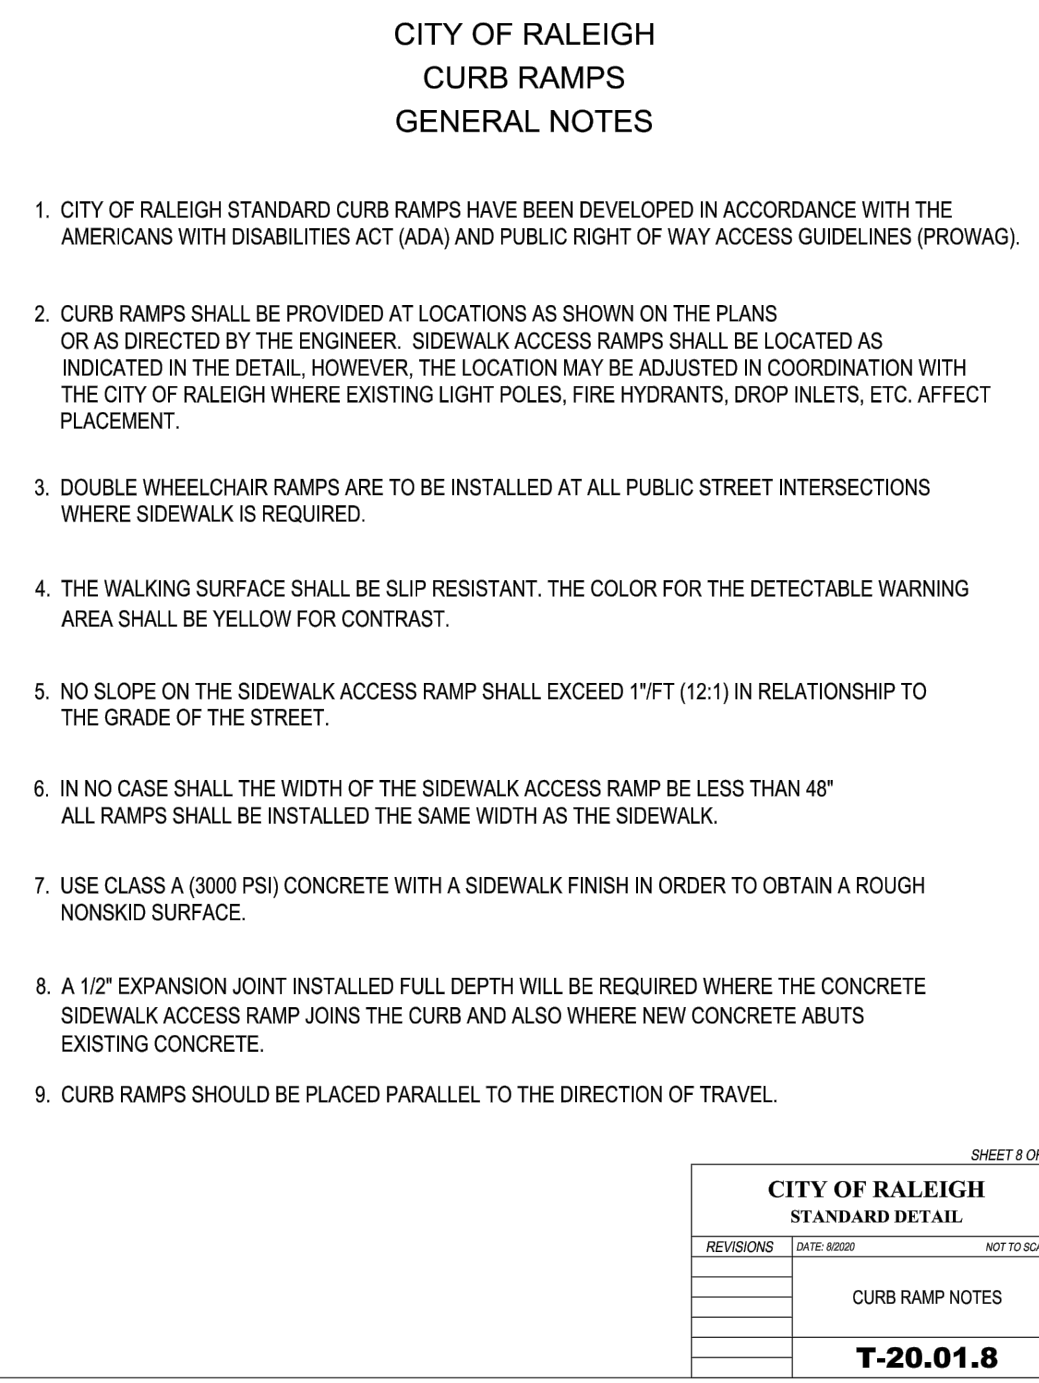 CITY OF RALEIGH
CURB RAMPS
GENERAL NOTES
1. CITY OF RALEIGH STANDARD CURB RAMPS HAVE BEEN DEVELOPED IN ACCORDANCE WITH THE
AMERICANS WITH DISABILITIES ACT (ADA) AND PUBLIC RIGHT OF WAY ACCESS GUIDELINES (PROWAG).
2. CURB RAMPS SHALL BE PROVIDED AT LOCATIONS AS SHOWN ON THE PLANS
OR AS DIRECTED BY THE ENGINEER. SIDEWALK ACCESS RAMPS SHALL BE LOCATED AS
INDICATED IN THE DETAIL, HOWEVER, THE LOCATION MAY BE ADJUSTED IN COORDINATION WITH
THE CITY OF RALEIGH WHERE EXISTING LIGHT POLES, FIRE HYDRANTS, DROP INLETS, ETC. AFFECT
PLACEMENT.
3. DOUBLE WHEELCHAIR RAMPS ARE TO BE INSTALLED AT ALL PUBLIC STREET INTERSECTIONS
WHERE SIDEWALK IS REQUIRED.
4. THE WALKING SURFACE SHALL BE SLIP RESISTANT. THE COLOR FOR THE DETECTABLE WARNING
AREA SHALL BE YELLOW FOR CONTRAST.
5. NO SLOPE ON THE SIDEWALK ACCESS RAMP SHALL EXCEED 1"/FT (12:1) IN RELATIONSHIP TO
THE GRADE OF THE STREET.
6. IN NO CASE SHALL THE WIDTH OF THE SIDEWALK ACCESS RAMP BE LESS THAN 48"
ALL RAMPS SHALL BE INSTALLED THE SAME WIDTH AS THE SIDEWALK.
7. USE CLASS A (3000 PSI) CONCRETE WITH A SIDEWALK FINISH IN ORDER TO OBTAIN A ROUGH
NONSKID SURFACE.
8. A 1/2" EXPANSION JOINT INSTALLED FULL DEPTH WILL BE REQUIRED WHERE THE CONCRETE
SIDEWALK ACCESS RAMP JOINS THE CURB AND ALSO WHERE NEW CONCRETE ABUTS
EXISTING CONCRETE.
9. CURB RAMPS SHOULD BE PLACED PARALLEL TO THE DIRECTION OF TRAVEL.
SHEET 8
CITY OF RALEIGH
STANDARD DETAIL
REVISIONS
DATE: 8/2020
NOT TO
CURB RAMP NOTES
T-20.01.8